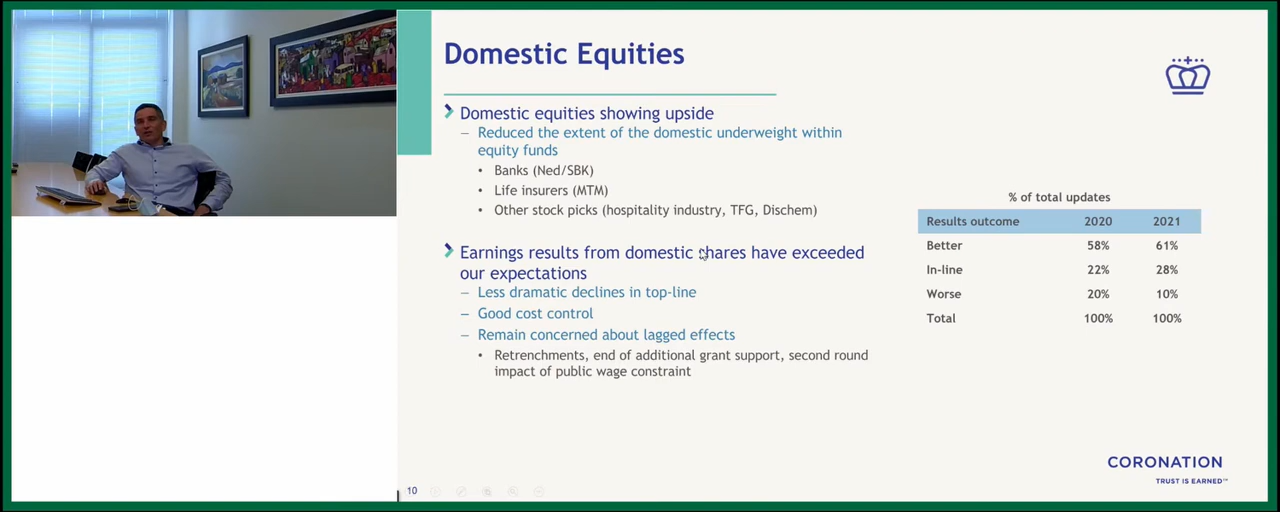 Domestic Equities
Domestic equities showing upside
– Reduced the extent of the domestic underweight within
equity funds
• Banks (Ned/SBK)
• Life insurers (MTM)
• Other stock picks (hospitality industry, TFG, Dischem)
Earnings results from domestic shares have exceeded
our expectations
– Less dramatic declines in top-line
– Good cost control
– Remain concerned about lagged effects
• Retrenchments, end of additional grant support, second round
impact of public wage constraint
% of total updates
Results outcome 2020 2021
Better 58% 61%
In-line 22% 28%
Worse 20% 10%
Total 100% 100%
CORONATION
TRUST IS EARNED™
10